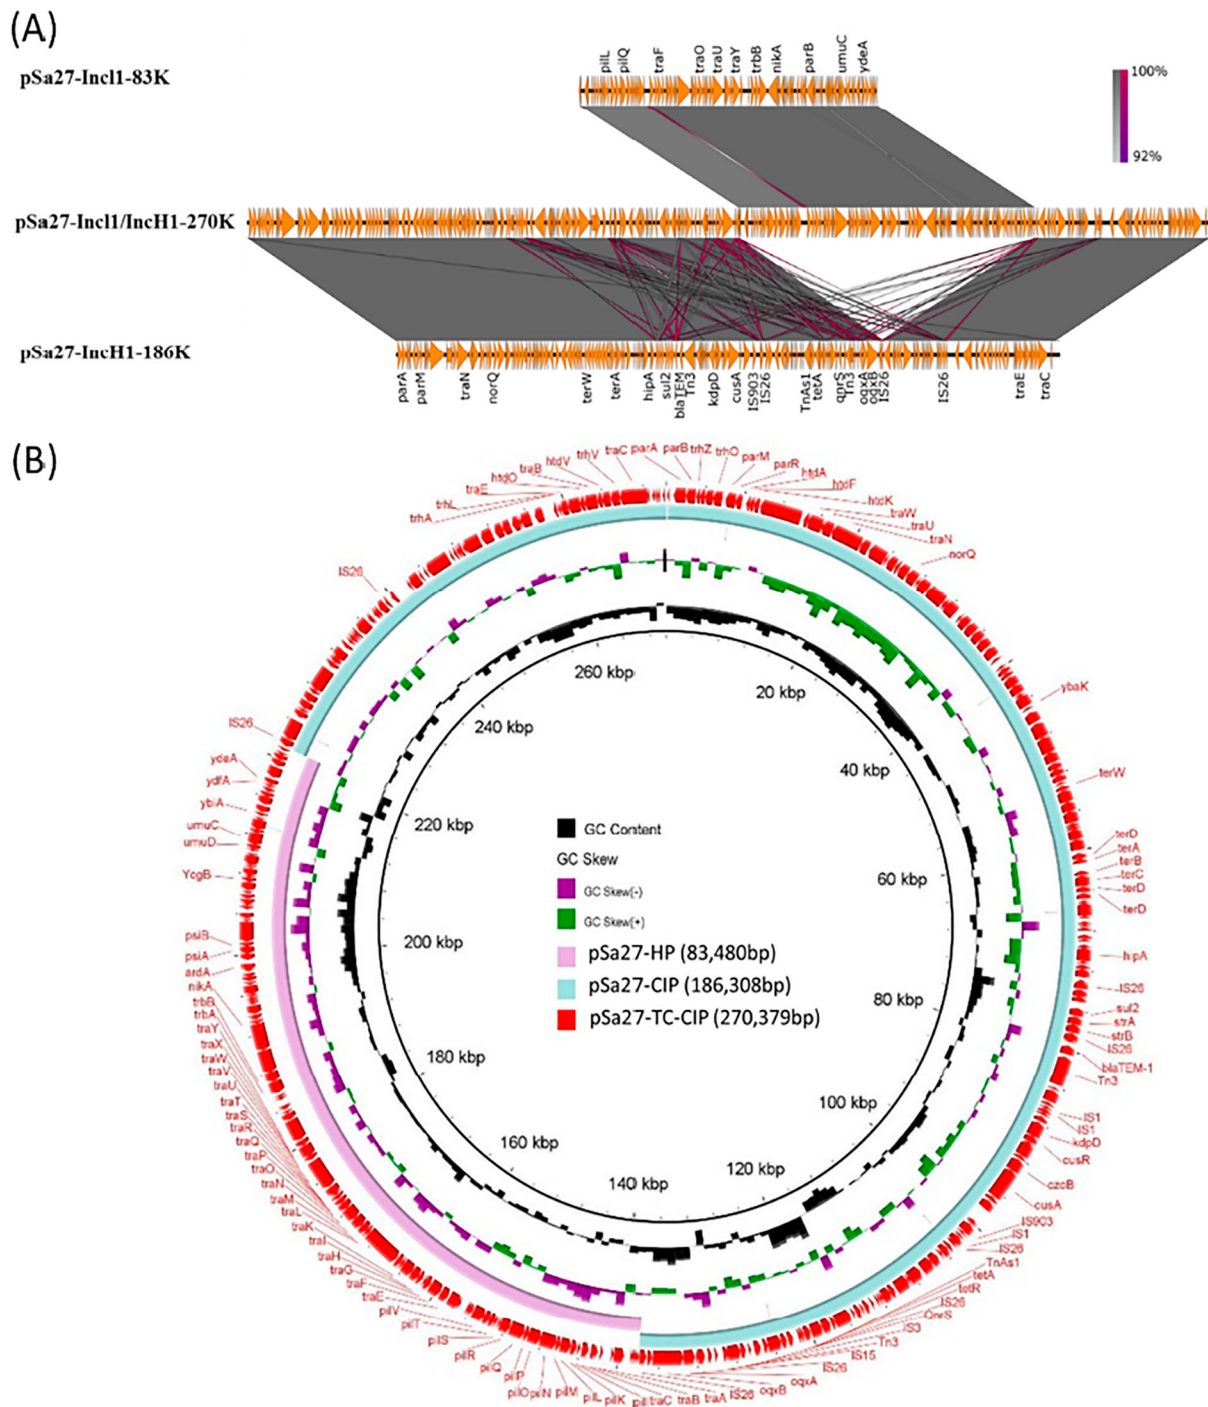 (A)
pSa27-Incl1-83K
pilL
pilQ
traF
traO
traU
traY
trbB
nikA
parB
umuC
ydeA
100%
92%
pSa27-Incl1/IncH1-270K
pSa27-IncH1-186K
parA
parM
traN
norQ
terW
terA
hipA
sul2
blaTEM
Tn3
kdpD
cusA
IS903
IS26
TnAs1
tetA
qnrS
Tn3
oqxA
oqxB
IS26
IS26
traE
traC
(B)
trhA
trhL
traE
htdO
traB
htdV
trhV
traC
parA
parB
trhZ
trhO
parM
parR
htdA
htdF
htdK
traW
traU
traN
norQ
ybaK
terW
terD
terA
terB
terC
terD
terD
hipA
IS26
sul2
strA
strB
IS26
blaTEM-1
Tn3
IS1
IS1
kdpD
cusR
czcB
cusA
IS903
IS1
IS26
TnAs1
tetA
tetR
IS26
QnrS
IS3
Tn3
IS15
IS26
oqxA
oqxB
IS26
traA
traB
traC
pilI
pilK
pilL
pilM
pilN
pilO
pilP
pilQ
pilR
pilS
pilT
pilV
traE
traF
traG
traH
traI
traK
traL
traM
traN
traO
traP
traQ
traR
traS
traT
traU
traV
traW
traX
traY
trbA
trbB
nikA
ardA
psiA
psiB
YcgB
umuD
umuC
ybiA
ydfA
ydeA
IS26
IS26
260 kbp
20 kbp
240 kbp
40 kbp
220 kbp
60 kbp
200 kbp
80 kbp
180 kbp
100 kbp
160 kbp
120 kbp
140 kbp
GC Content
GC Skew
GC Skew(-)
GC Skew(+)
pSa27-HP (83,480bp)
pSa27-CIP (186,308bp)
pSa27-TC-CIP (270,379bp)